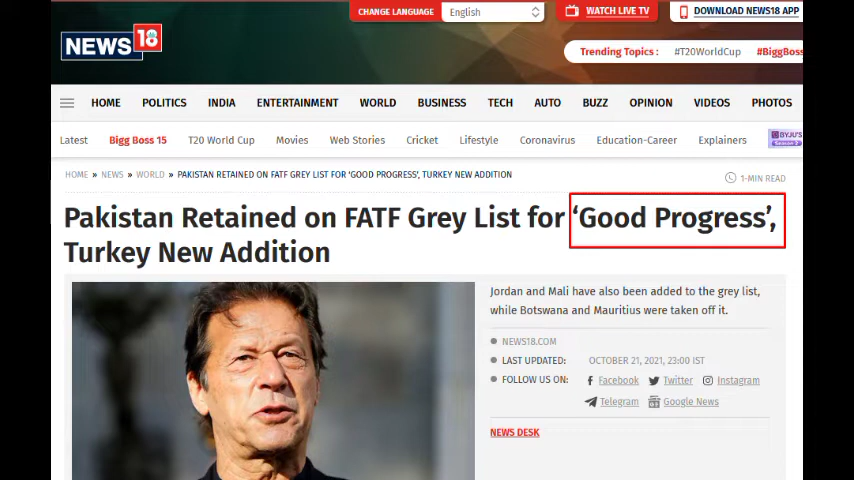 CHANGE LANGUAGE English WATCH LIVE TV DOWNLOAD NEWS18 APP
NEWS 18
Trending Topics : #T20WorldCup #BiggBoss
HOME POLITICS INDIA ENTERTAINMENT WORLD BUSINESS TECH AUTO BUZZ OPINION VIDEOS PHOTOS
Latest Bigg Boss 15 T20 World Cup Movies Web Stories Cricket Lifestyle Coronavirus Education-Career Explainers BYJU'S
HOME » NEWS » WORLD » PAKISTAN RETAINED ON FATF GREY LIST FOR ‘GOOD PROGRESS’, TURKEY NEW ADDITION
1-MIN READ
Pakistan Retained on FATF Grey List for ‘Good Progress’,
Turkey New Addition
Jordan and Mali have also been added to the grey list,
while Botswana and Mauritius were taken off it.
NEWS18.COM
LAST UPDATED: OCTOBER 21, 2021, 23:00 IST
FOLLOW US ON: Facebook Twitter Instagram
Telegram Google News
NEWS DESK